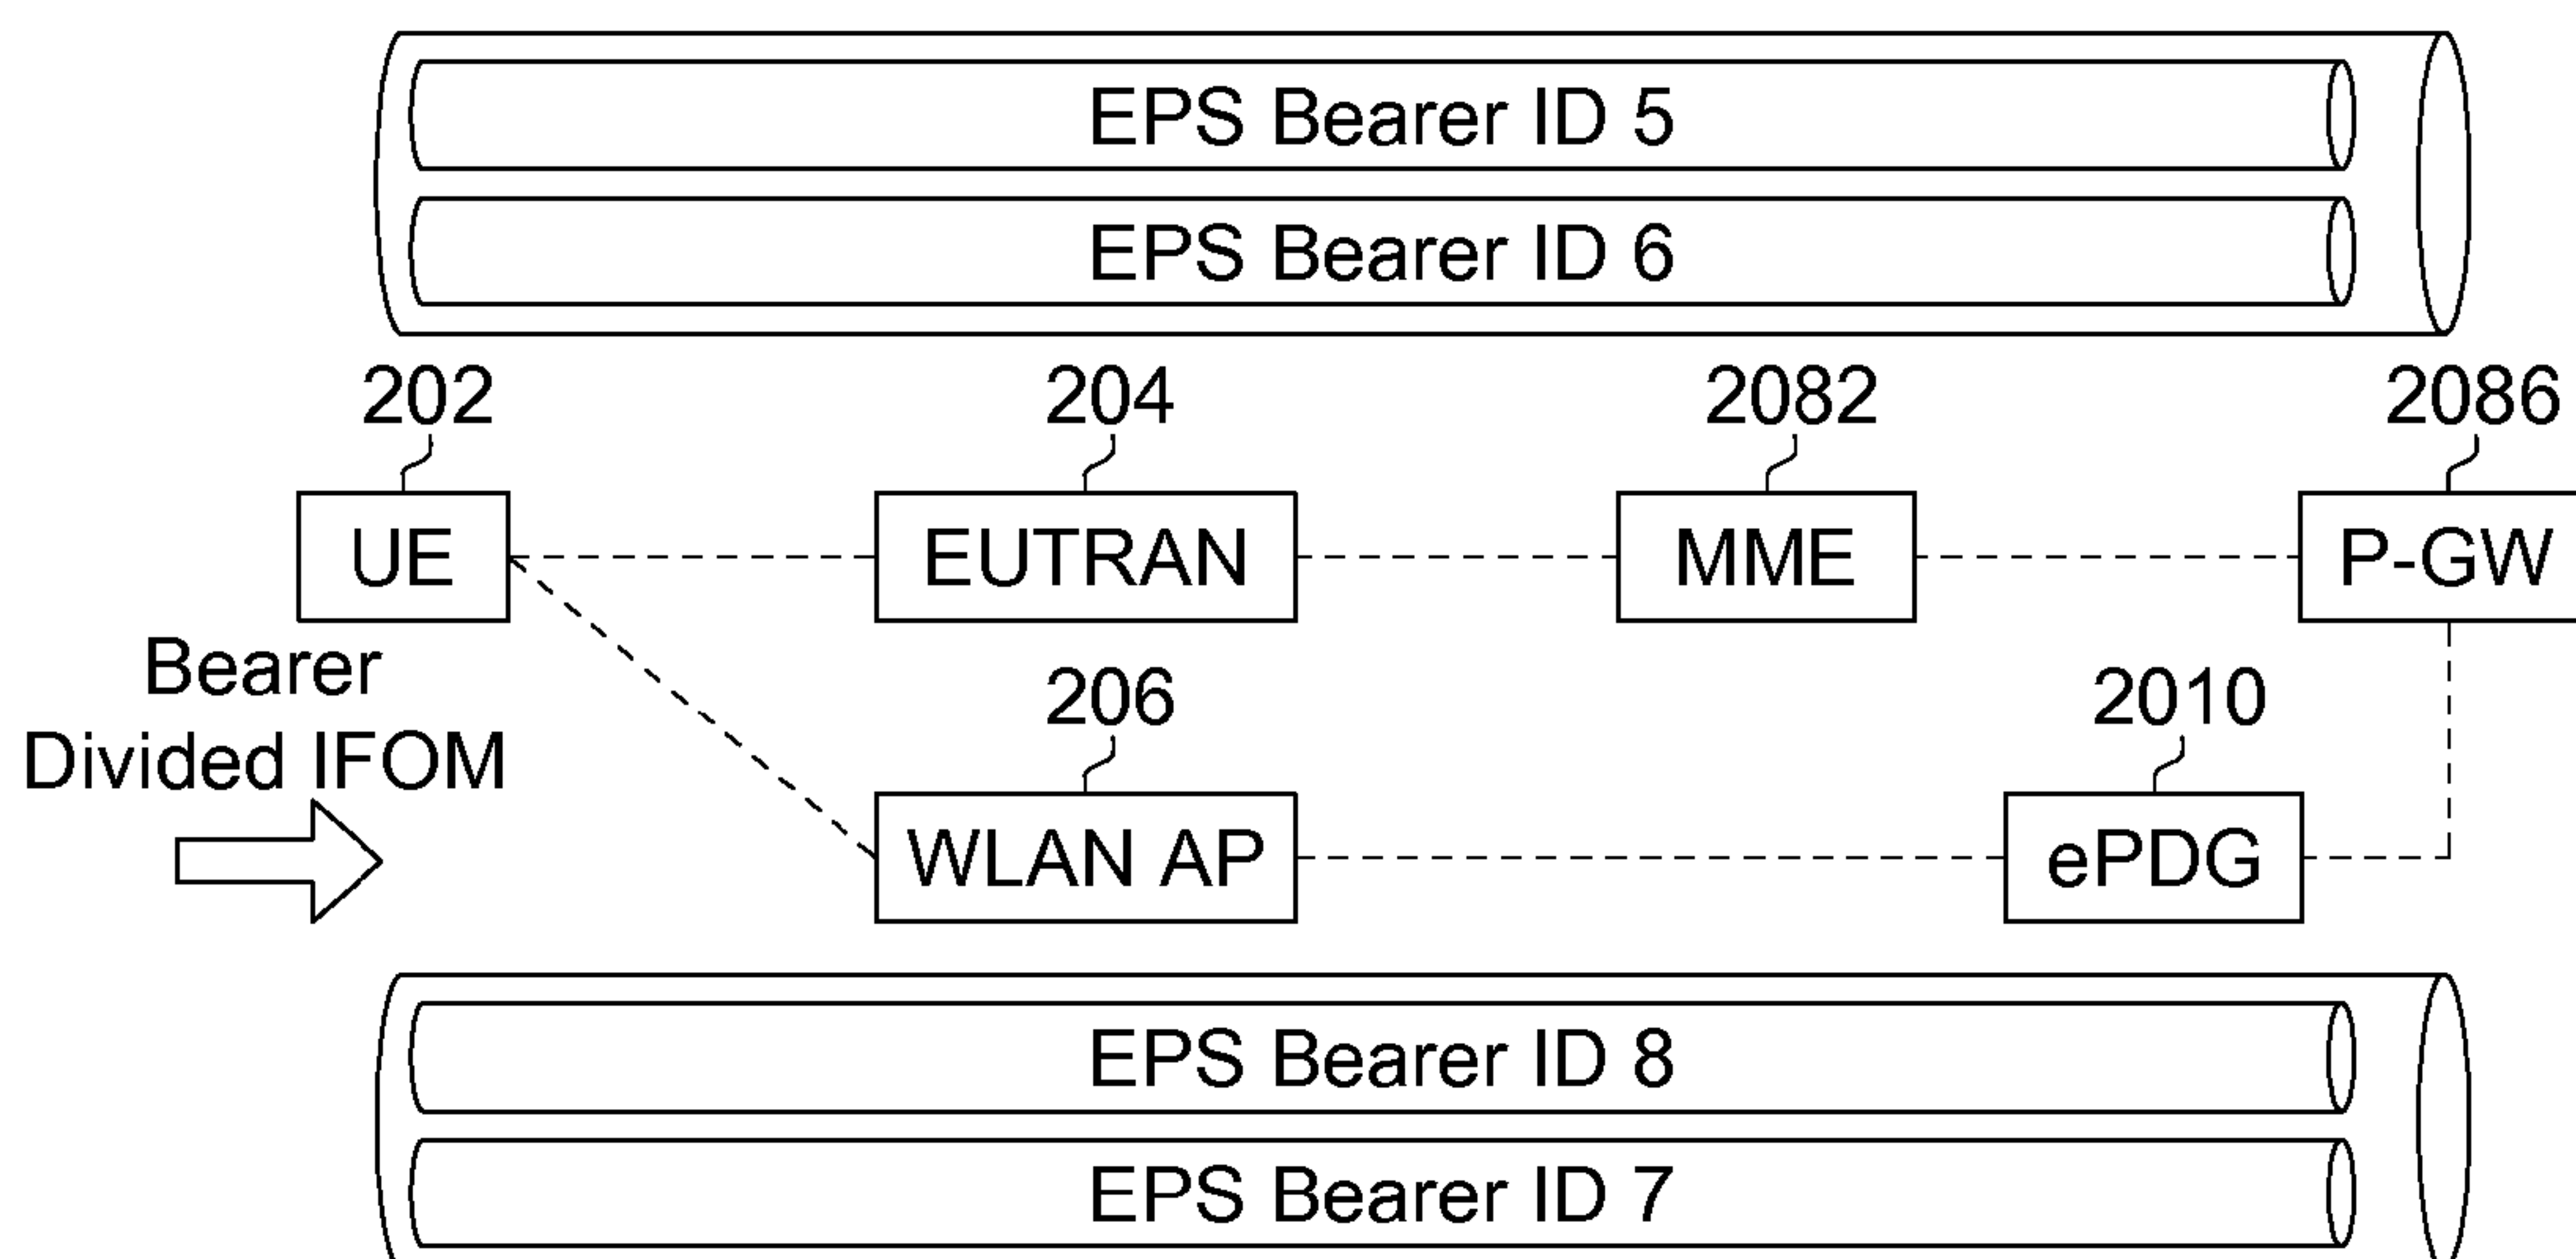 EPS Bearer ID 5
EPS Bearer ID 6
202
204
2082
2086
UE
EUTRAN
MME
P-GW
Bearer
Divided IFOM
206
2010
WLAN AP
ePDG
EPS Bearer ID 8
EPS Bearer ID 7